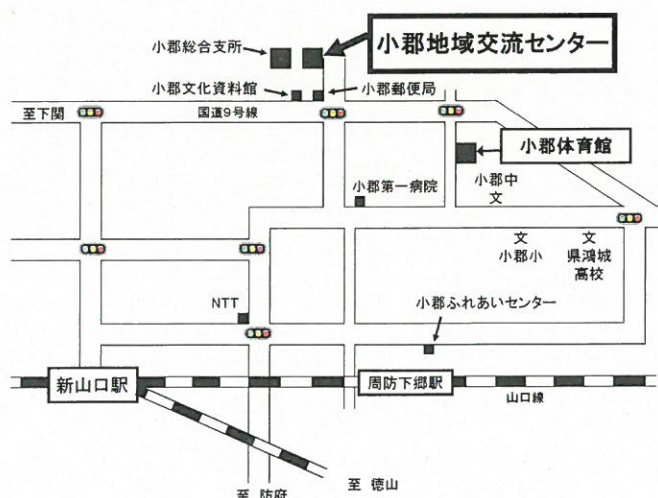 小郡総合支所
小郡地域交流センター
小郡文化資料館
小郡郵便局
至下関
国道9号線
小郡体育館
小郡第一病院
小郡中
文
文
小郡小
文
県鴻城
高校
NTT
小郡ふれあいセンター
新山口駅
周防下郷駅
山口線
至 徳山
至 防府